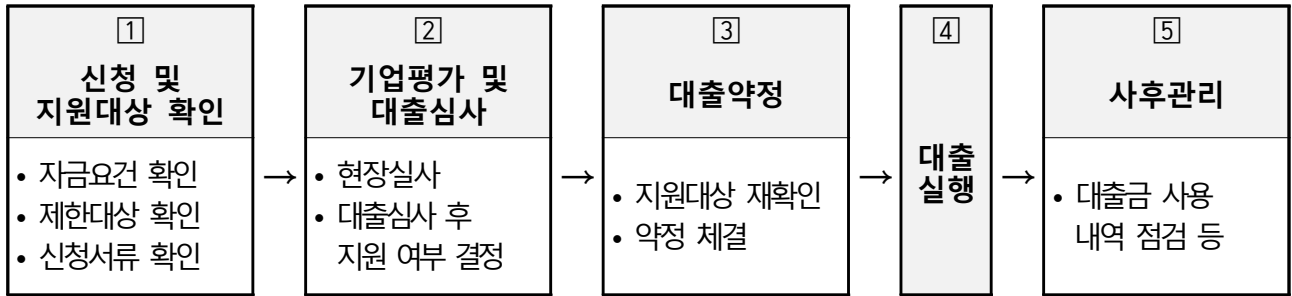 1
신청 및
지원대상 확인
• 자금요건 확인
• 제한대상 확인
• 신청서류 확인
→
2
기업평가 및
대출심사
• 현장실사
• 대출심사 후
지원 여부 결정
→
3
대출약정
• 지원대상 재확인
• 약정 체결
→
4
대출
실행
→
5
사후관리
• 대출금 사용
내역 점검 등